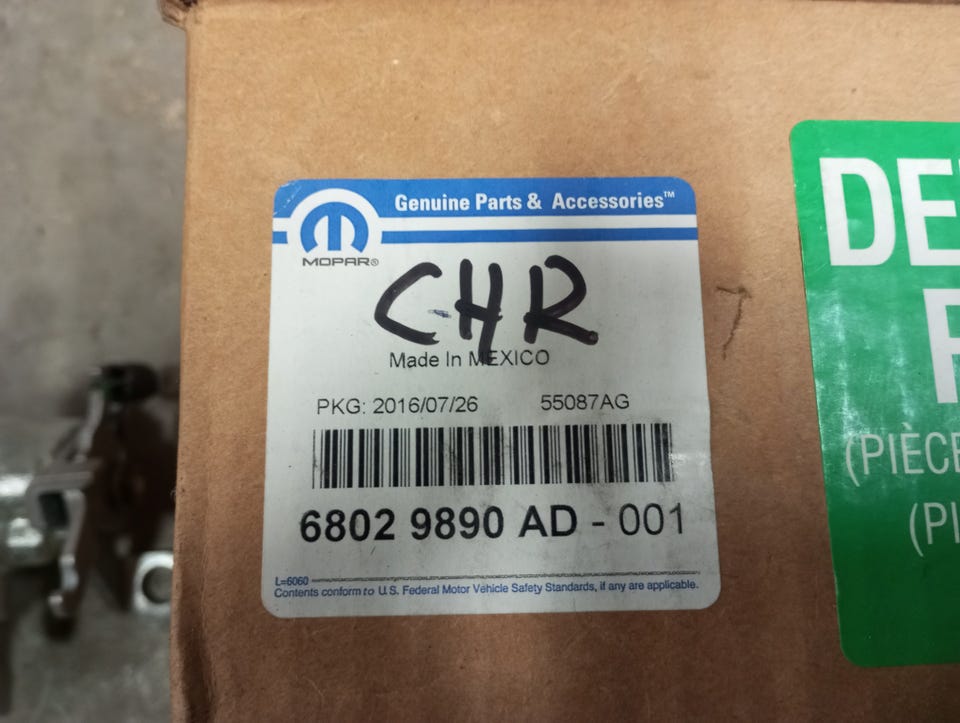 Genuine Parts & Accessories™
MOPAR®
CHR
Made In MEXICO
PKG: 2016/07/26 55087AG
6802 9890 AD - 001
L=6060
Contents conform to U.S. Federal Motor Vehicle Safety Standards, if any are applicable.
DE
(PIÈCE
(PI